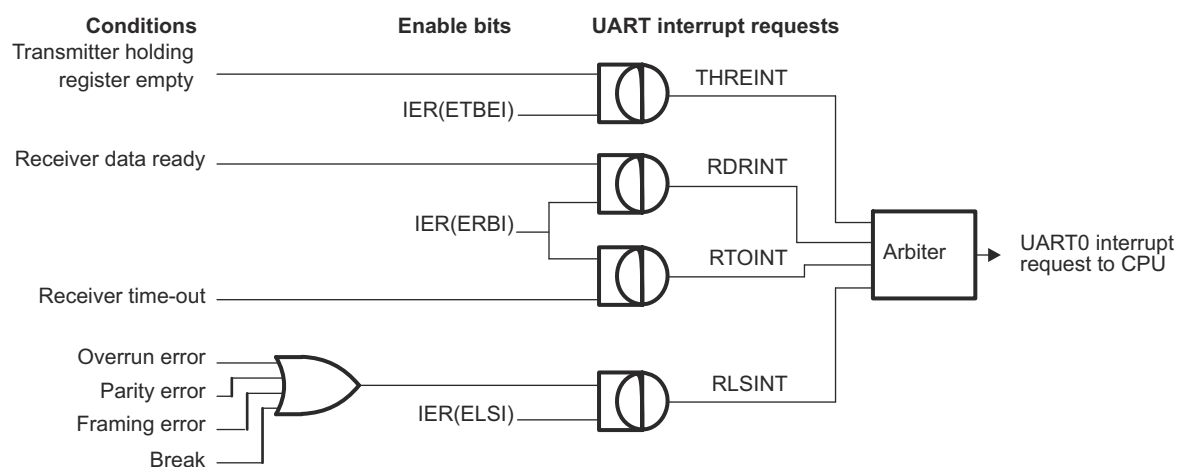 Conditions
Enable bits
UART interrupt requests
Transmitter holding
register empty
THREINT
IER(ETBEI)
Receiver data ready
RDRINT
IER(ERBI)
RTOINT
Arbiter
UART0 interrupt
request to CPU
Receiver time-out
Overrun error
Parity error
Framing error
Break
RLSINT
IER(ELSI)